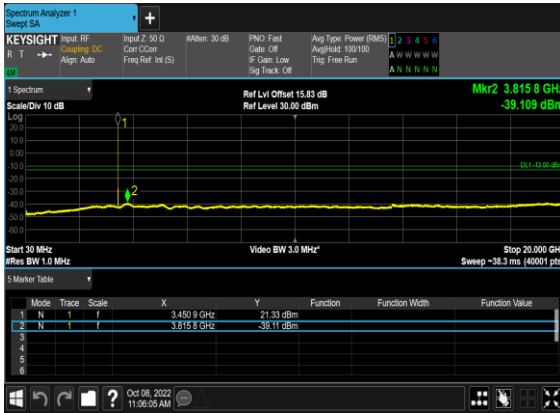 Spectrum Analyzer 1
Swept SA
+
KEYSIGHT Input: RF Input Z: 50 Ω #Atten: 30 dB PNO: Fast Avg Type: Power (RMS) 1 2 3 4 5 6
R T Coupling: DC Corr CCorr Gate: Off Avg|Hold: 100/100 A W W W W W
Align: Auto Freq Ref: Int (S) IF Gain: Low Trig: Free Run
Sig Track: Off A N N N N N
1 Spectrum Ref Lvl Offset 15.83 dB Mkr2 3.815 8 GHz
Scale/Div 10 dB Ref Level 30.00 dBm -39.109 dBm
Log
20.0
10.0
0.00
-10.0
DL1 -13.00 dBm
-20.0
-30.0
-40.0
-50.0
-60.0
1
2
Start 30 MHz Video BW 3.0 MHz* Stop 20.000 GHz
#Res BW 1.0 MHz Sweep ~38.3 ms (40001 pts)
5 Marker Table
Mode Trace Scale X Y Function Function Width Function Value
1 N 1 f 3.450 9 GHz 21.33 dBm
2 N 1 f 3.815 8 GHz -39.11 dBm
3
4
5
6
? Oct 08, 2022
11:06:05 AM